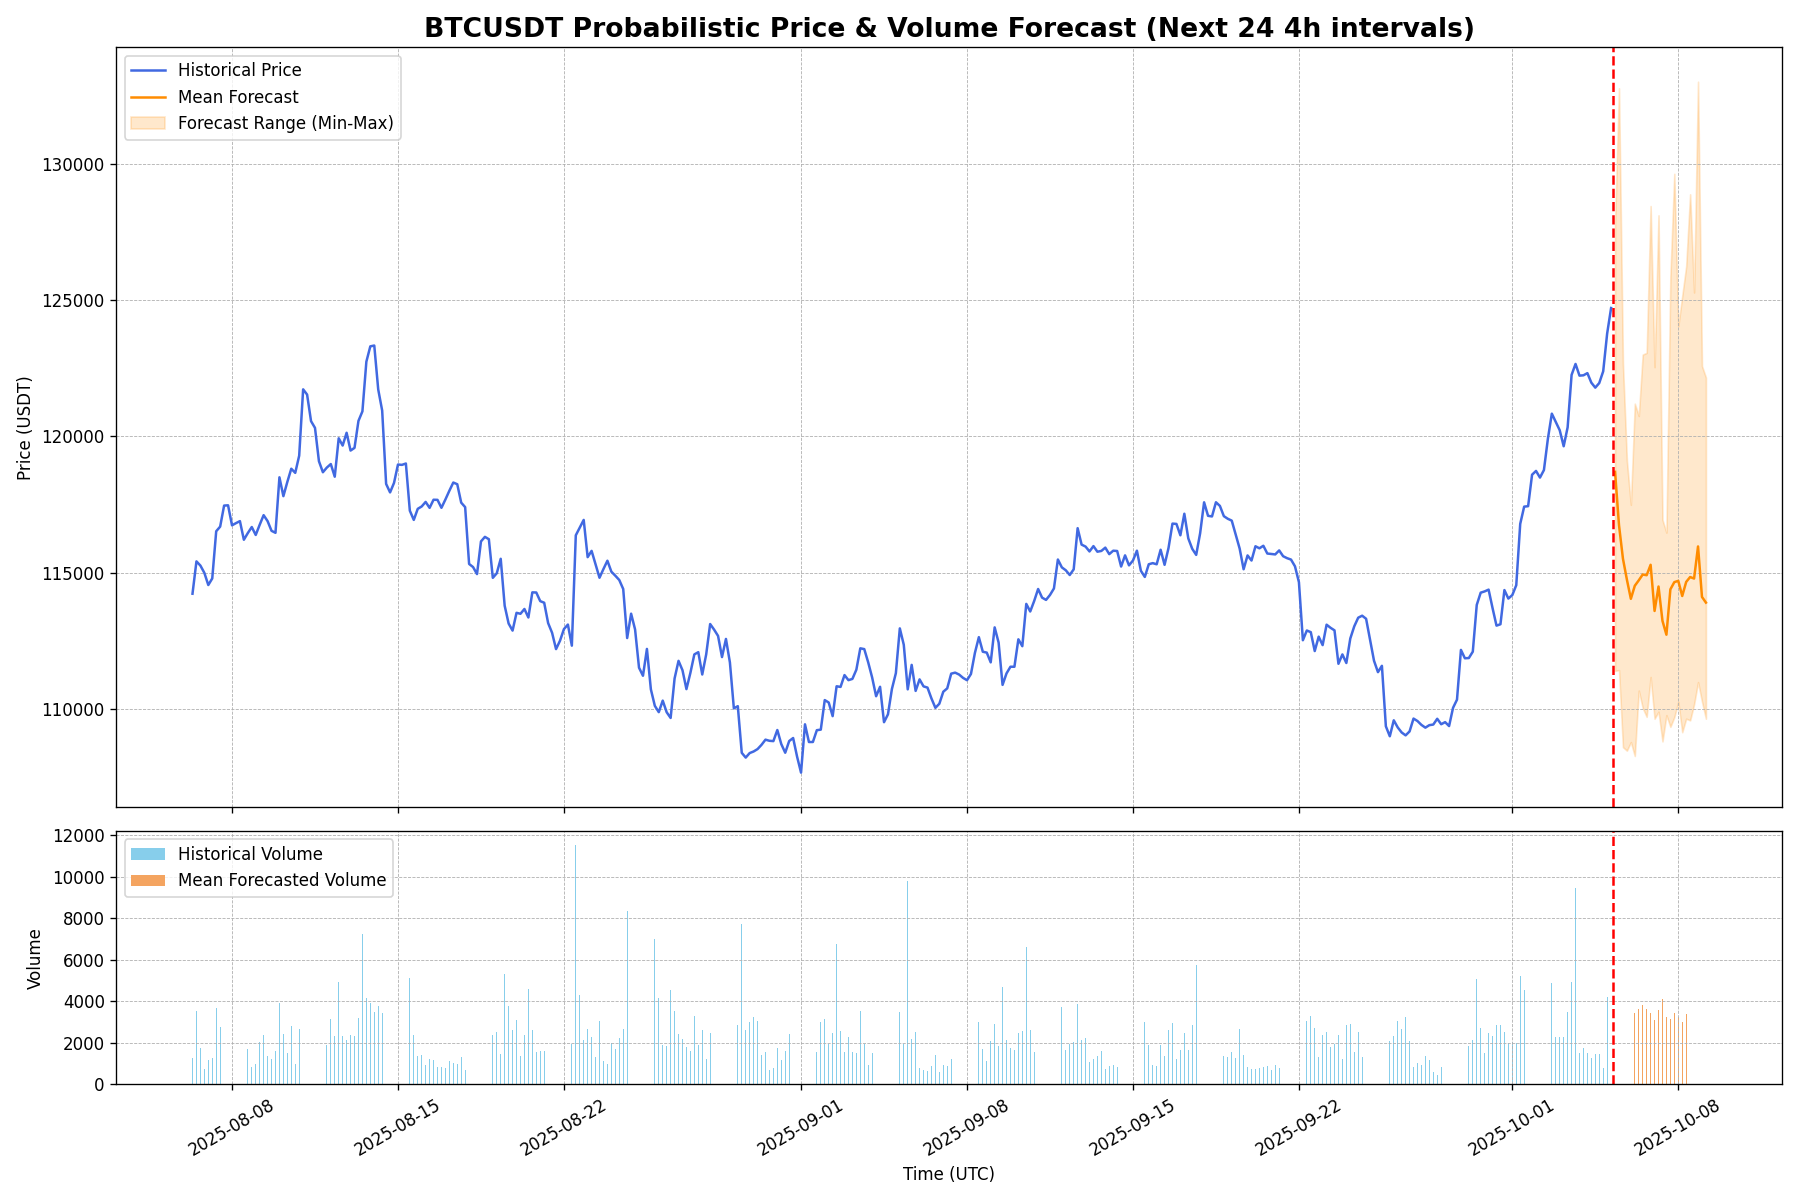 BTCUSDT Probabilistic Price & Volume Forecast (Next 24 4h intervals)
Historical Price
Mean Forecast
Forecast Range (Min-Max)
130000
125000
120000
115000
110000
Price (USDT)
Historical Volume
Mean Forecasted Volume
12000
10000
8000
6000
4000
2000
0
Volume
2025-08-08
2025-08-15
2025-08-22
2025-09-01
2025-09-08
2025-09-15
2025-09-22
2025-10-01
2025-10-08
Time (UTC)